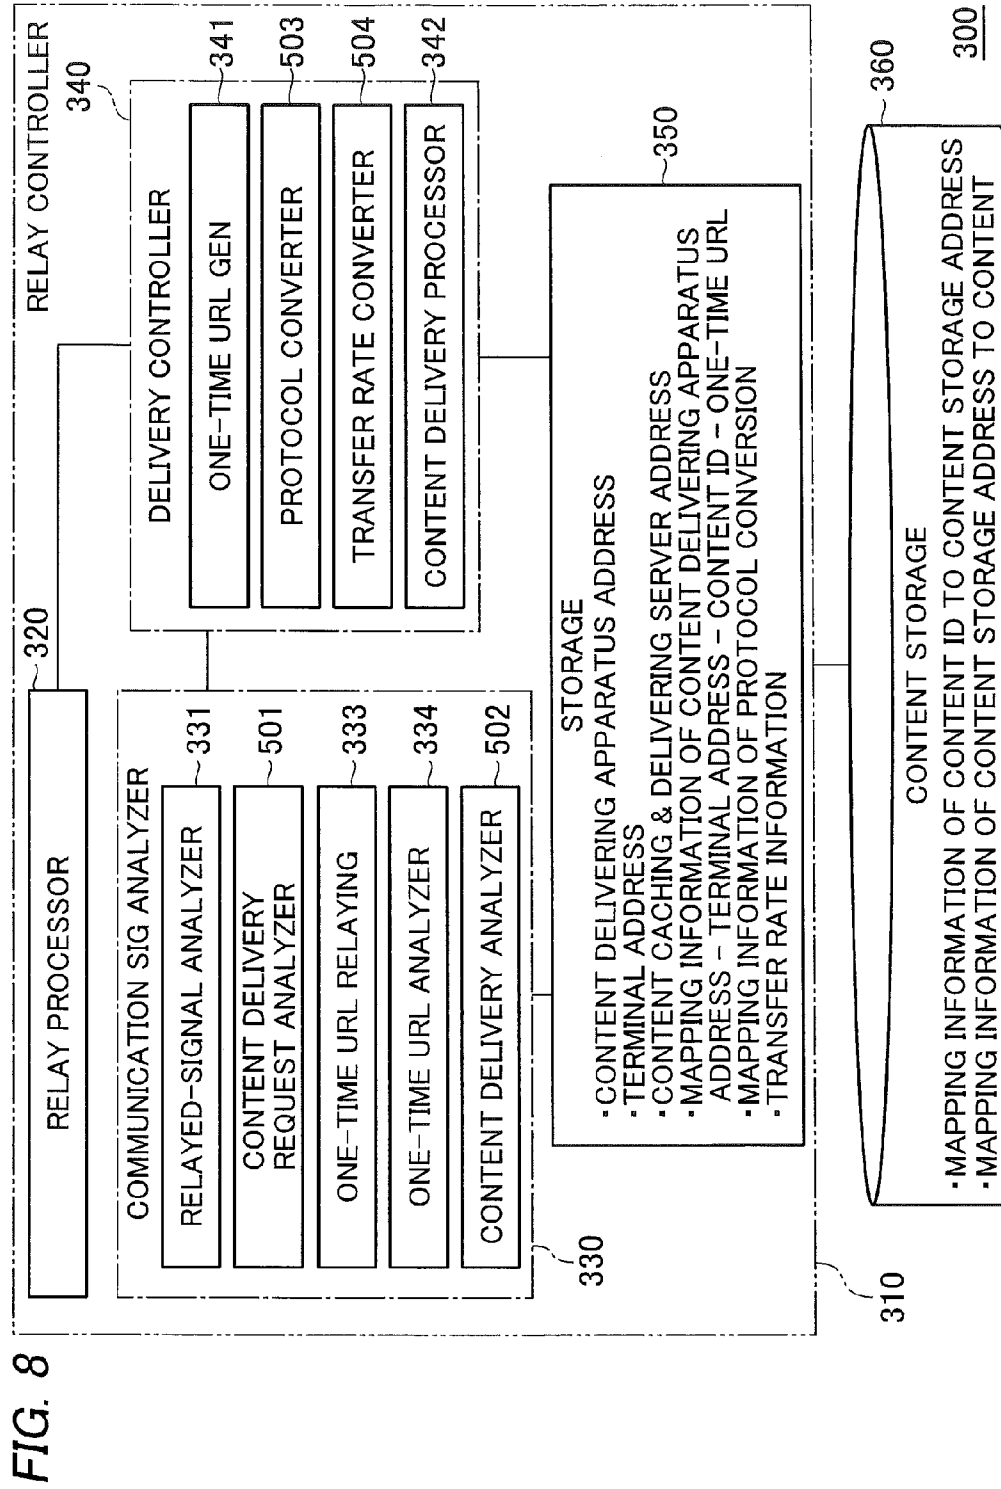 FIG. 8
RELAY CONTROLLER
RELAY PROCESSOR
320
COMMUNICATION SIG ANALYZER
RELAYED-SIGNAL ANALYZER
331
CONTENT DELIVERY
REQUEST ANALYZER
501
ONE-TIME URL RELAYING
333
ONE-TIME URL ANALYZER
334
CONTENT DELIVERY ANALYZER
502
330
340
DELIVERY CONTROLLER
ONE-TIME URL GEN
341
PROTOCOL CONVERTER
503
TRANSFER RATE CONVERTER
504
CONTENT DELIVERY PROCESSOR
342
350
STORAGE
・CONTENT DELIVERING APPARATUS ADDRESS
・TERMINAL ADDRESS
・CONTENT CACHING & DELIVERING SERVER ADDRESS
・MAPPING INFORMATION OF CONTENT DELIVERING APPARATUS
ADDRESS - TERMINAL ADDRESS - CONTENT ID - ONE-TIME URL
・MAPPING INFORMATION OF PROTOCOL CONVERSION
・TRANSFER RATE INFORMATION
310
360
CONTENT STORAGE
・MAPPING INFORMATION OF CONTENT ID TO CONTENT STORAGE ADDRESS
・MAPPING INFORMATION OF CONTENT STORAGE ADDRESS TO CONTENT
300